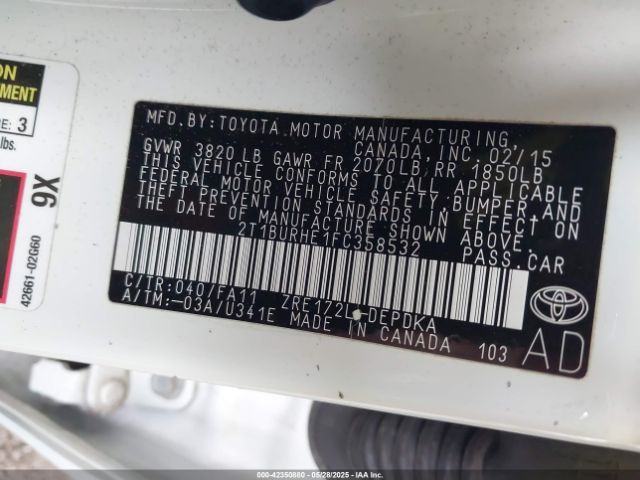 ON
MENT
E: 3
lbs.
9X
42661-02G60
MFD. BY: TOYOTA MOTOR MANUFACTURING,
CANADA, INC. 02/15
GVWR 3820 LB GAWR FR 2070LB, RR 1850LB
THIS VEHICLE CONFORMS TO ALL APPLICABLE
FEDERAL MOTOR VEHICLE SAFETY, BUMPER, AND
THEFT PREVENTION STANDARDS IN EFFECT ON
THE DATE OF MANUFACTURE SHOWN ABOVE.
2T1BURHE1FC358532 PASS. CAR
C/TR: 040/FA11 ZRE172L-DEPDKA
A/TM: -03A/U341E MADE IN CANADA 103
TOYOTA
AD
000-42350880 - 05/28/2025 - IAA Inc.